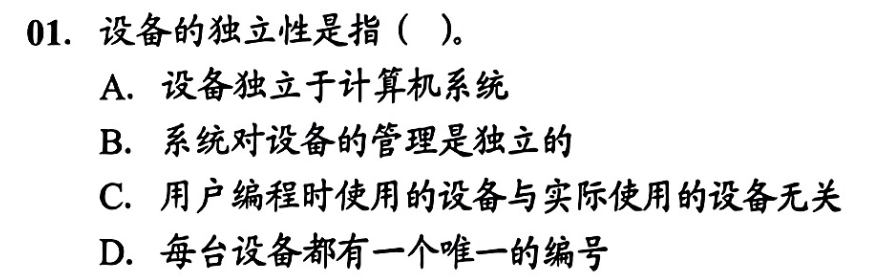 01. 设备的独立性是指（ ）。
A. 设备独立于计算机系统
B. 系统对设备的管理是独立的
C. 用户编程时使用的设备与实际使用的设备无关
D. 每台设备都有一个唯一的编号